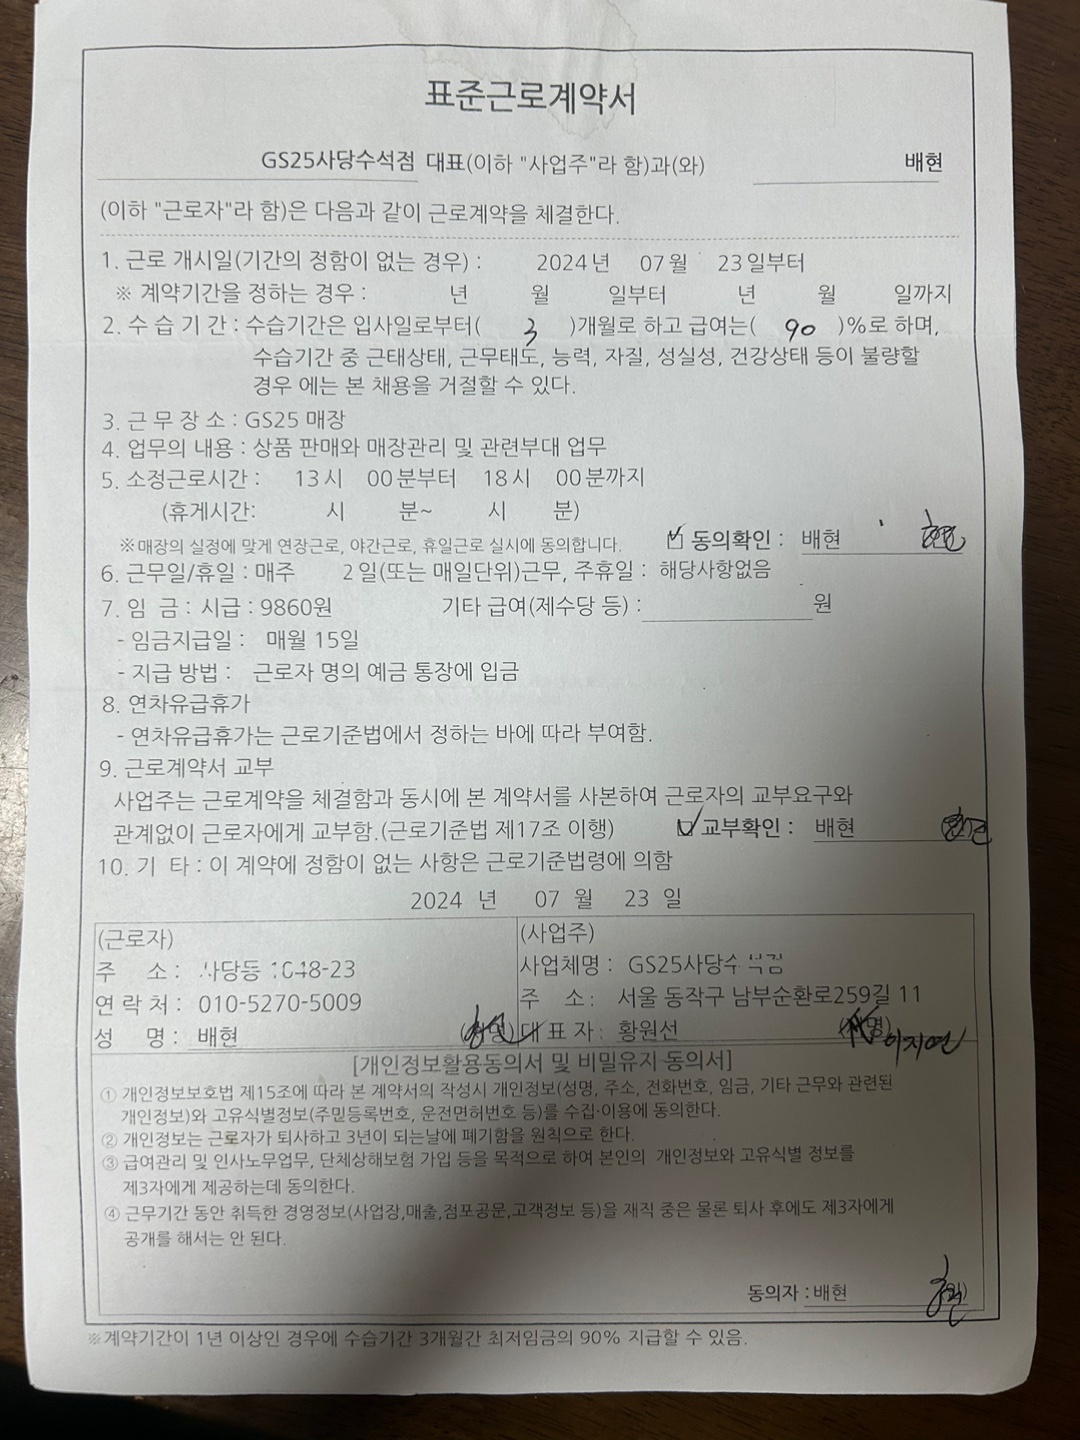 표준근로계약서
GS25사당수석점 대표(이하 "사업주"라 함)과(와) 배현
(이하 "근로자"라 함)은 다음과 같이 근로계약을 체결한다.
1. 근로 개시일(기간의 정함이 없는 경우) : 2024년 07월 23일부터
※ 계약기간을 정하는 경우 : 년 월 일부터 년 월 일까지
2. 수 습 기 간 : 수습기간은 입사일로부터( 3 )개월로 하고 급여는( 90 )%로 하며,
수습기간 중 근태상태, 근무태도, 능력, 자질, 성실성, 건강상태 등이 불량할
경우 에는 본 채용을 거절할 수 있다.
3. 근 무 장 소 : GS25 매장
4. 업무의 내용 : 상품 판매와 매장관리 및 관련부대 업무
5. 소정근로시간 : 13시 00분부터 18시 00분까지
(휴게시간: 시 분~ 시 분)
※매장의 실정에 맞게 연장근로, 야간근로, 휴일근로 실시에 동의합니다. 동의확인 : 배현
6. 근무일/휴일 : 매주 2일(또는 매일단위)근무, 주휴일 : 해당사항없음
7. 임 금 : 시급 : 9860원 기타 급여(제수당 등) : 원
- 임금지급일 : 매월 15일
- 지급 방법 : 근로자 명의 예금 통장에 입금
8. 연차유급휴가
- 연차유급휴가는 근로기준법에서 정하는 바에 따라 부여함.
9. 근로계약서 교부
사업주는 근로계약을 체결함과 동시에 본 계약서를 사본하여 근로자의 교부요구와
관계없이 근로자에게 교부함.(근로기준법 제17조 이행) 교부확인 : 배현
10. 기 타 : 이 계약에 정함이 없는 사항은 근로기준법령에 의함
2024 년 07 월 23 일
(근로자)
주 소 : 사당동 1048-23
연 락 처 : 010-5270-5009
성 명 : 배현
(사업주)
사업체명 : GS25사당수석점
주 소 : 서울 동작구 남부순환로259길 11
대 표 자 : 황원선 이지연
[개인정보활용동의서 및 비밀유지 동의서]
① 개인정보보호법 제15조에 따라 본 계약서의 작성시 개인정보(성명, 주소, 전화번호, 임금, 기타 근무와 관련된
개인정보)와 고유식별정보(주민등록번호, 운전면허번호 등)를 수집·이용에 동의한다.
② 개인정보는 근로자가 퇴사하고 3년이 되는날에 폐기함을 원칙으로 한다.
③ 급여관리 및 인사노무업무, 단체상해보험 가입 등을 목적으로 하여 본인의 개인정보와 고유식별 정보를
제3자에게 제공하는데 동의한다.
④ 근무기간 동안 취득한 경영정보(사업장,매출,점포공문,고객정보 등)을 재직 중은 물론 퇴사 후에도 제3자에게
공개를 해서는 안 된다.
동의자 : 배현
※계약기간이 1년 이상인 경우에 수습기간 3개월간 최저임금의 90% 지급할 수 있음.